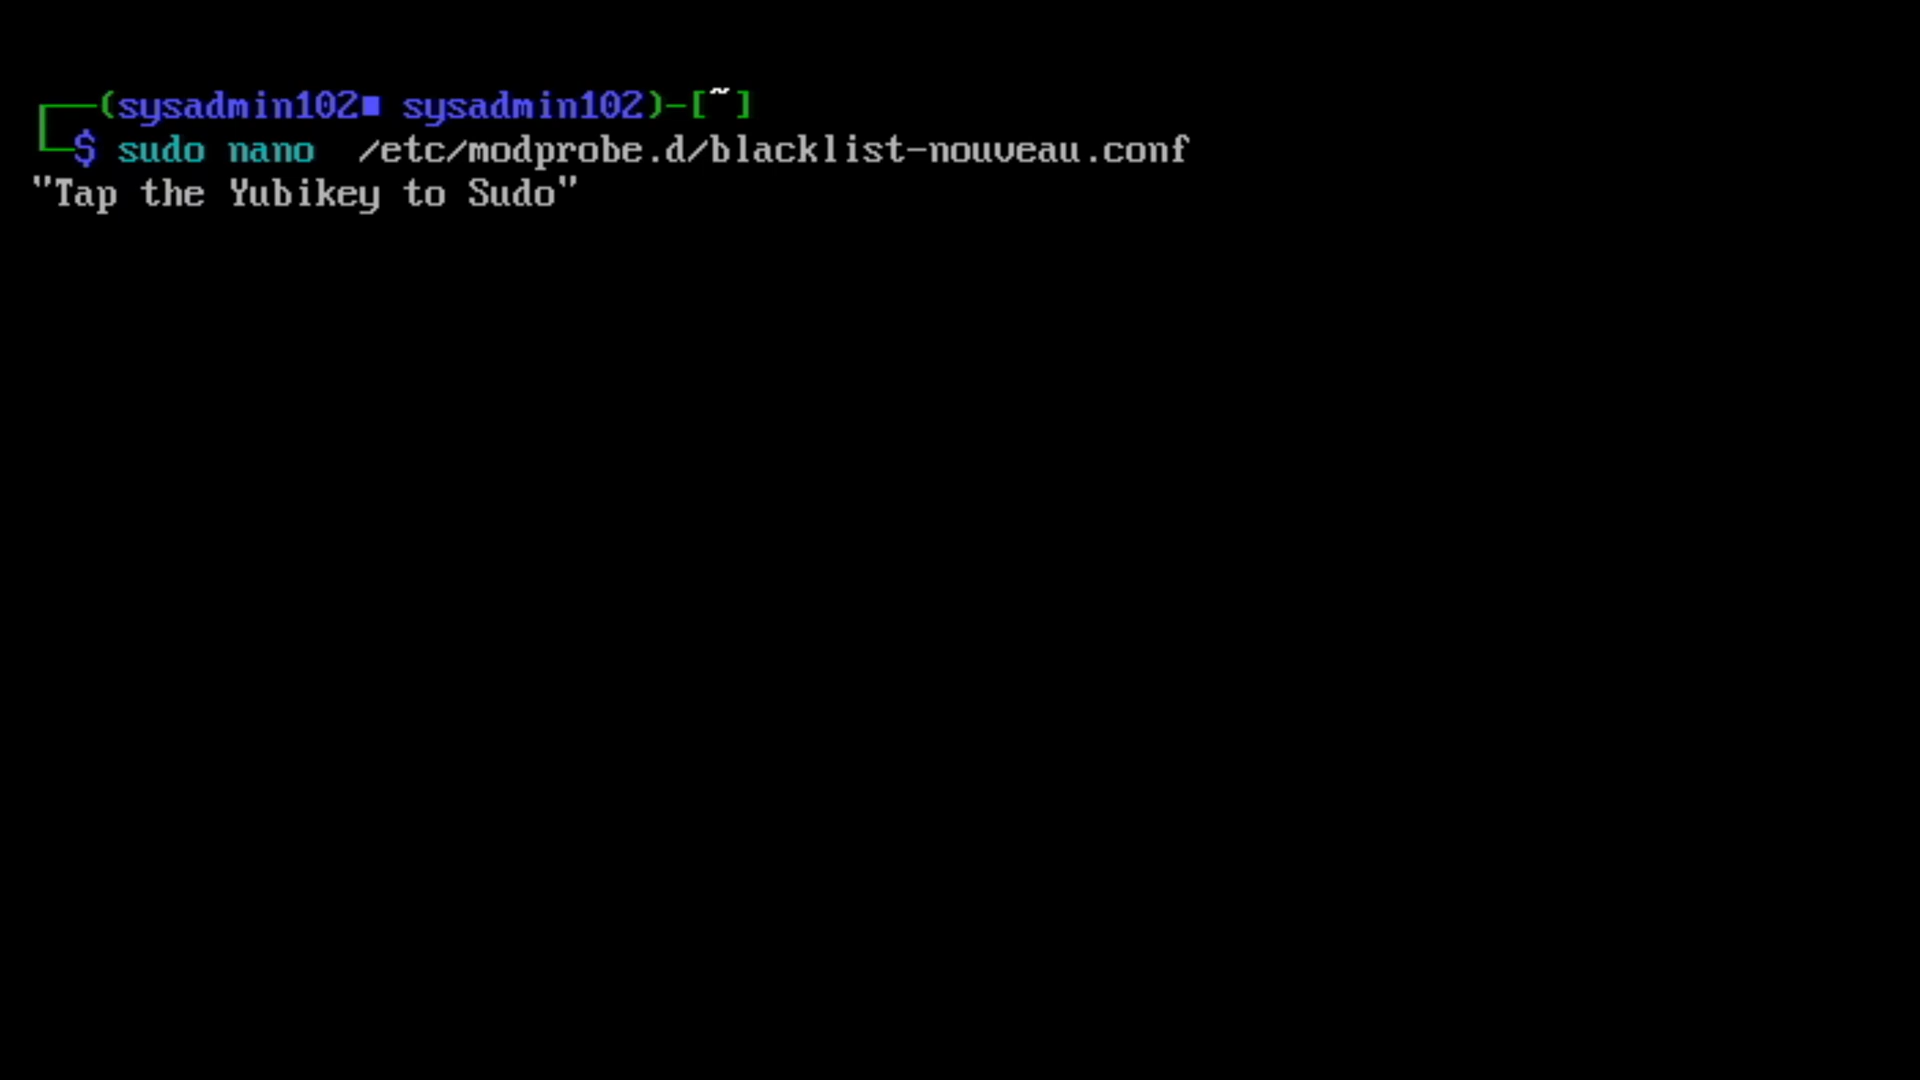 ┌──(sysadmin102■ sysadmin102)-[~]
└─$ sudo nano  /etc/modprobe.d/blacklist-nouveau.conf
"Tap the Yubikey to Sudo"